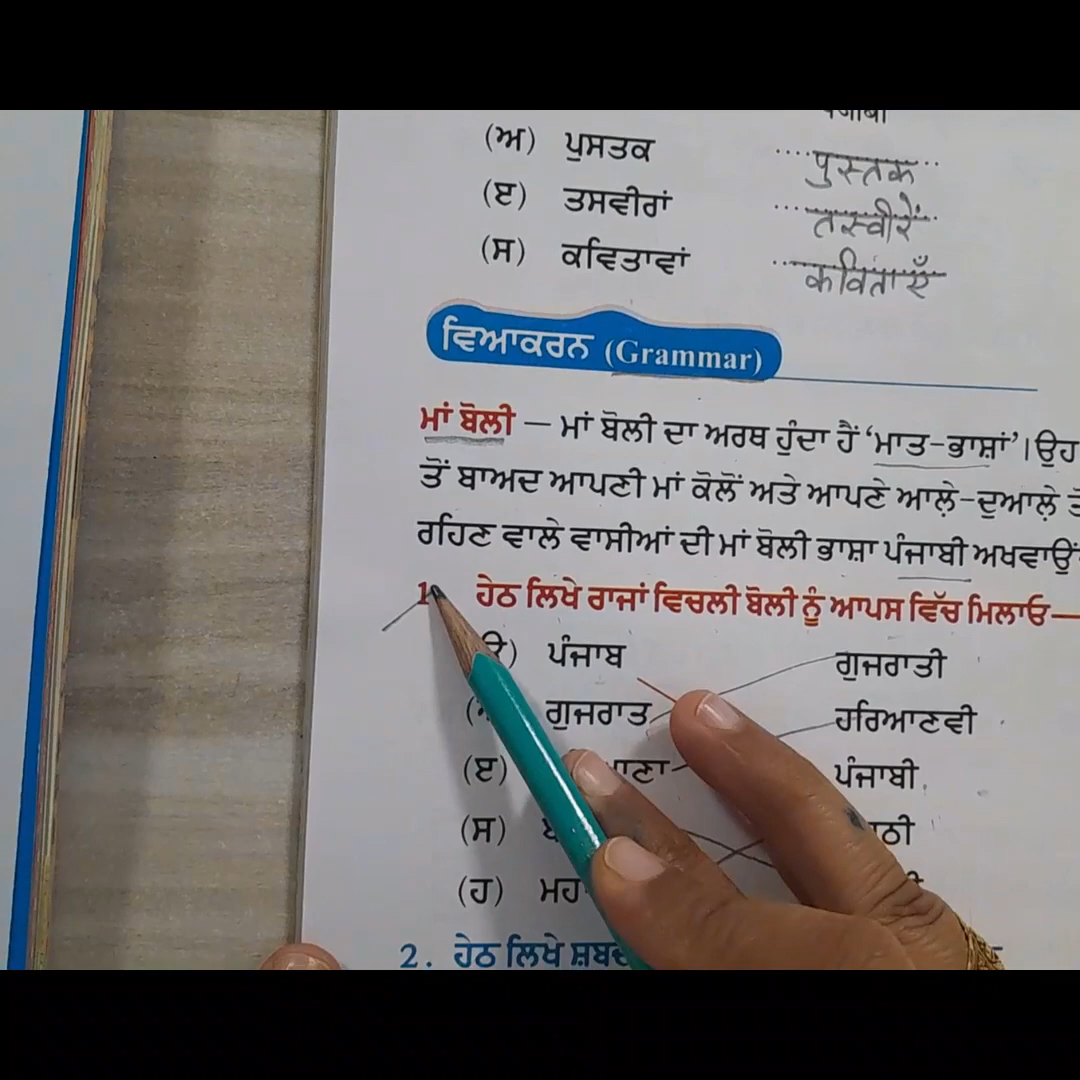 ਪੰਜਾਬੀ
(ਅ) ਪੁਸਤਕ ....पुस्तक...
(ੲ) ਤਸਵੀਰਾਂ ....तस्वीरें..
(ਸ) ਕਵਿਤਾਵਾਂ ...कविताएँ
ਵਿਆਕਰਨ (Grammar)
ਮਾਂ ਬੋਲੀ – ਮਾਂ ਬੋਲੀ ਦਾ ਅਰਥ ਹੁੰਦਾ ਹੈਂ ‘ਮਾਤ-ਭਾਸ਼ਾਂ’। ਉਹ
ਤੋਂ ਬਾਅਦ ਆਪਣੀ ਮਾਂ ਕੋਲੋਂ ਅਤੇ ਆਪਣੇ ਆਲ਼ੇ-ਦੁਆਲ਼ੇ
ਰਹਿਣ ਵਾਲੇ ਵਾਸੀਆਂ ਦੀ ਮਾਂ ਬੋਲੀ ਭਾਸ਼ਾ ਪੰਜਾਬੀ
1 ਹੇਠ ਲਿਖੇ ਰਾਜਾਂ ਵਿਚਲੀ ਬੋਲੀ ਨੂੰ ਆਪਸ ਵਿੱਚ ਮਿਲਾਓ—
ਪੰਜਾਬ ਗੁਜਰਾਤੀ
ਗੁਜਰਾਤ ਹਰਿਆਣਵੀ
(ੲ) ਪੰਜਾਬੀ
(ਸ)
(ਹ)
2. ਹੇਠ ਲਿਖੇ